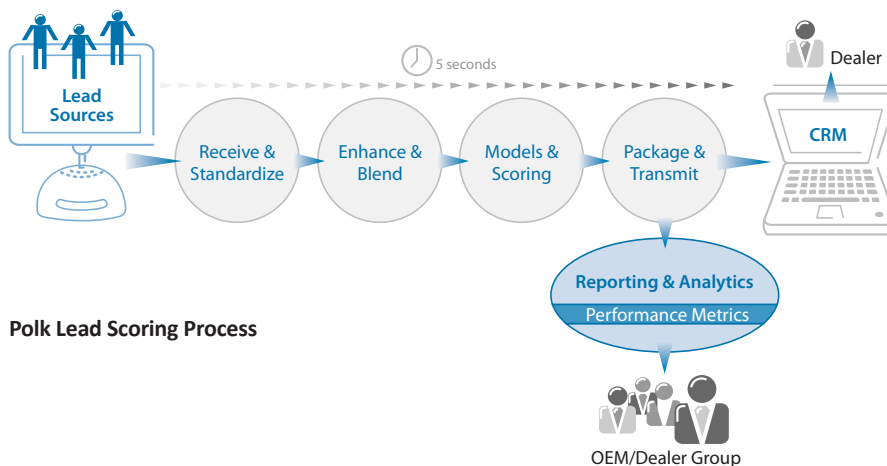 5 seconds
Dealer
Lead
Sources
Receive &
Standardize
Enhance &
Blend
Models &
Scoring
Package &
Transmit
CRM
Reporting & Analytics
Performance Metrics
Polk Lead Scoring Process
OEM/Dealer Group